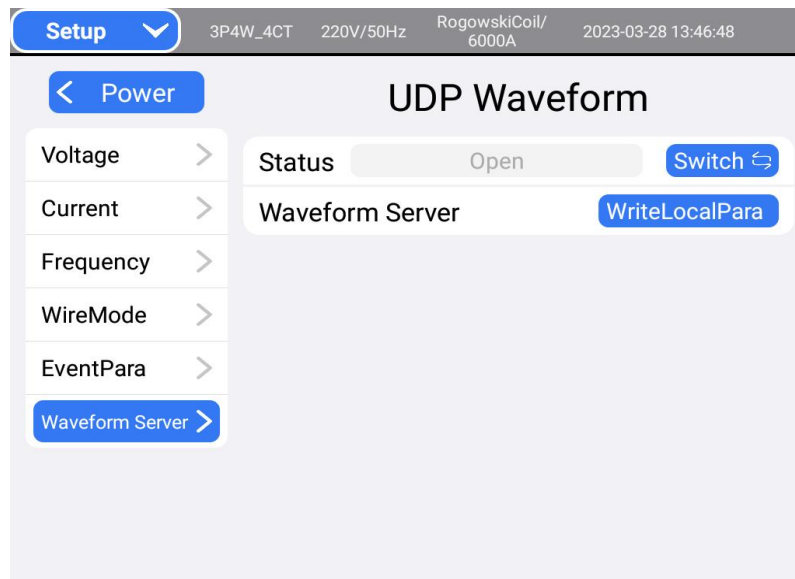 Setup
3P4W_4CT
220V/50Hz
RogowskiCoil/
6000A
2023-03-28 13:46:48
Power
UDP Waveform
Voltage
Current
Frequency
WireMode
EventPara
Waveform Server
Status
Open
Switch
Waveform Server
WriteLocalPara